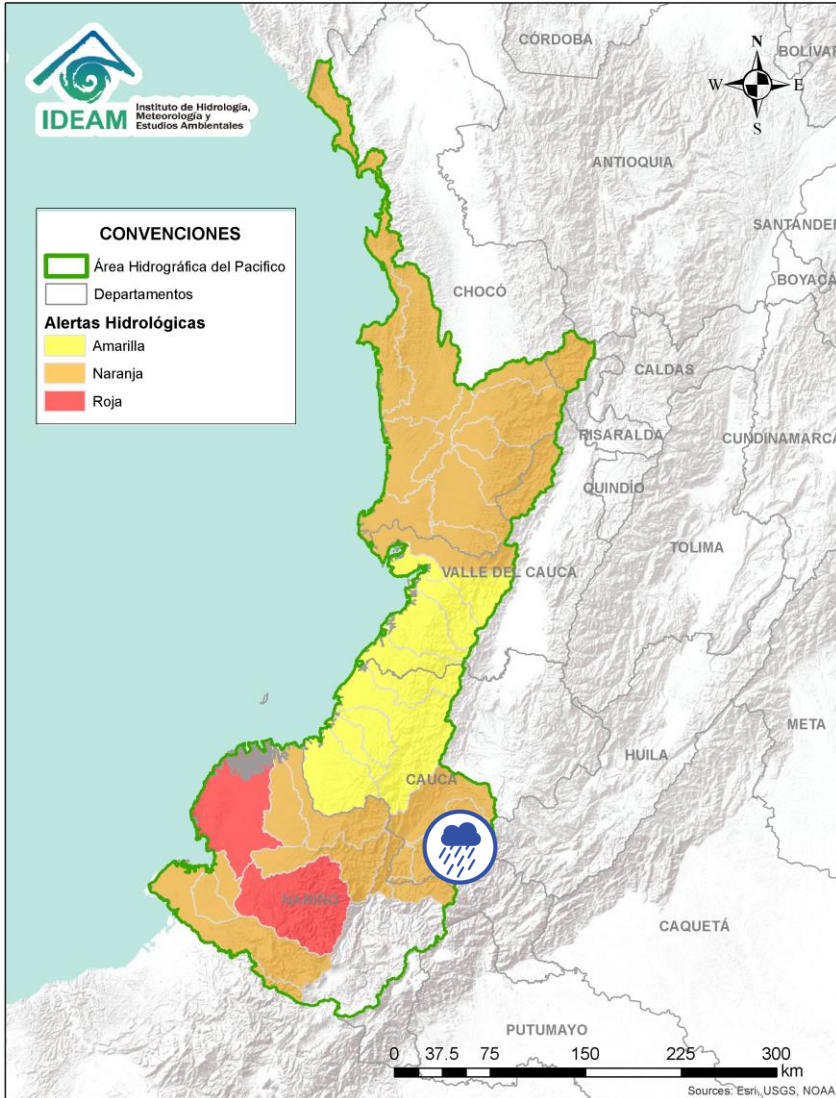 IDEAM
Instituto de Hidrología,
Meteorología y
Estudios Ambientales
CÓRDOBA
BOLÍVAR
N
W
E
S
ANTIOQUIA
SANTANDER
BOYACÁ
CONVENCIONES
Área Hidrográfica del Pacifico
Departamentos
Alertas Hidrológicas
Amarilla
Naranja
Roja
CHOCÓ
CALDAS
RISARALDA
CUNDINAMARCA
QUINDÍO
TOLIMA
VALLE DEL CAUCA
META
HUILA
CAUCA
NARIÑO
CAQUETÁ
PUTUMAYO
0 37.5 75 150 225 300
km
Sources: Esri, USGS, NOAA